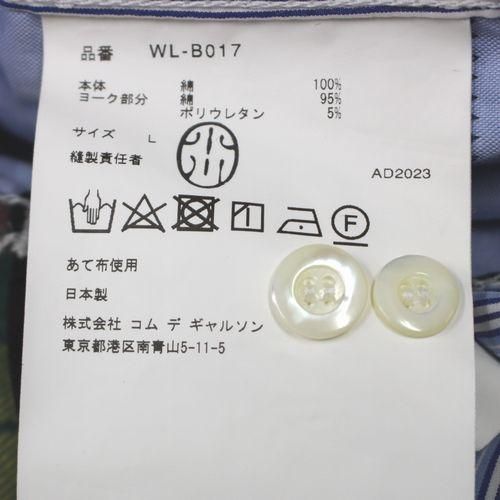 品番 WL-B017
本体 綿 100%
ヨーク部分 綿 95%
ポリウレタン 5%
サイズ L
縫製責任者
AD2023
F
あて布使用
日本製
株式会社 コム デ ギャルソン
東京都港区南青山5-11-5